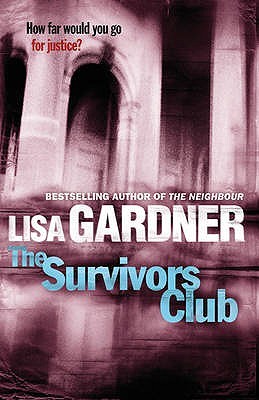 How far would you go
for justice?
BESTSELLING AUTHOR OF THE NEIGHBOUR
LISA GARDNER
The
Survivors
Club